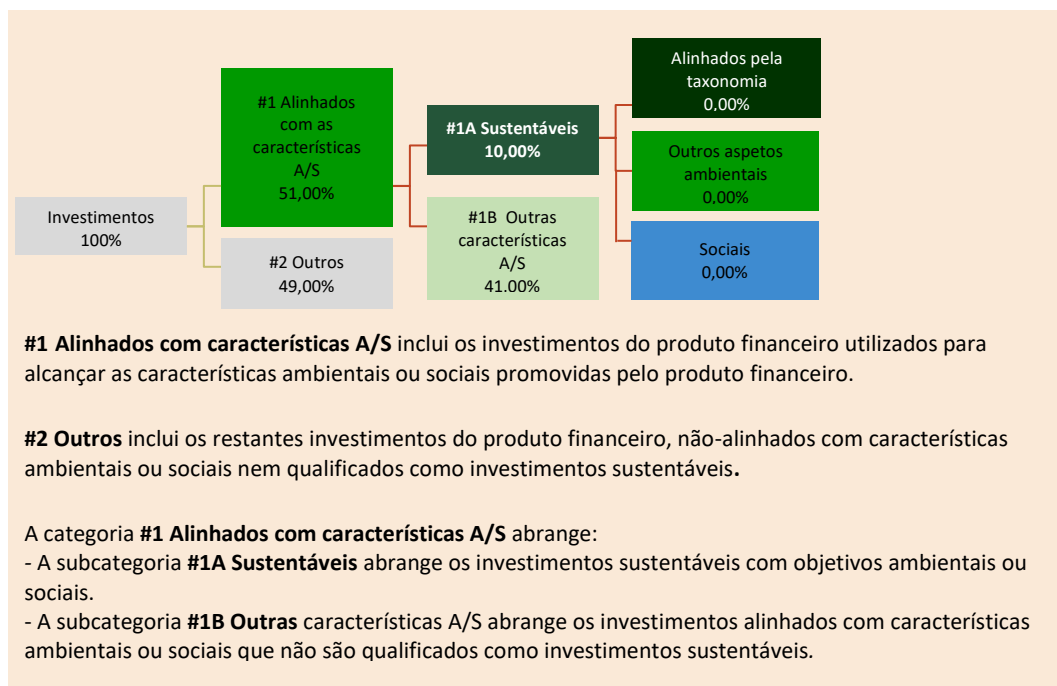 Investimentos
100%
#1 Alinhados
com as
características
A/S
51,00%
#2 Outros
49,00%
#1A Sustentáveis
10,00%
#1B Outras
características
A/S
41.00%
Alinhados pela
taxonomia
0,00%
Outros aspetos
ambientais
0,00%
Sociais
0,00%
#1 Alinhados com características A/S inclui os investimentos do produto financeiro utilizados para
alcançar as características ambientais ou sociais promovidas pelo produto financeiro.
#2 Outros inclui os restantes investimentos do produto financeiro, não-alinhados com características
ambientais ou sociais nem qualificados como investimentos sustentáveis.
A categoria #1 Alinhados com características A/S abrange:
- A subcategoria #1A Sustentáveis abrange os investimentos sustentáveis com objetivos ambientais ou
sociais.
- A subcategoria #1B Outras características A/S abrange os investimentos alinhados com características
ambientais ou sociais que não são qualificados como investimentos sustentáveis.